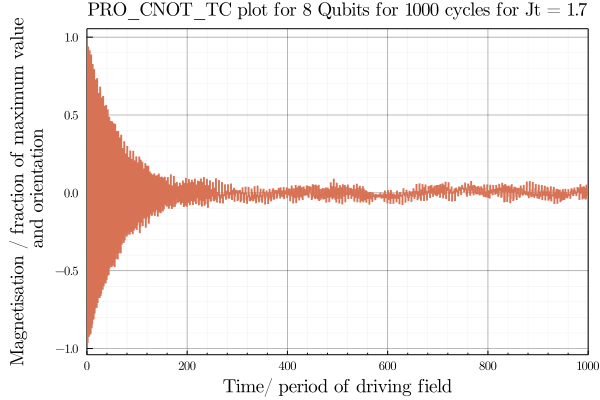 PRO_CNOT_TC plot for 8 Qubits for 1000 cycles for Jt = 1.7
Magnetisation / fraction of maximum value
and orientation
1.0
0.5
0.0
−0.5
−1.0
0 200 400 600 800 1000
Time/ period of driving field